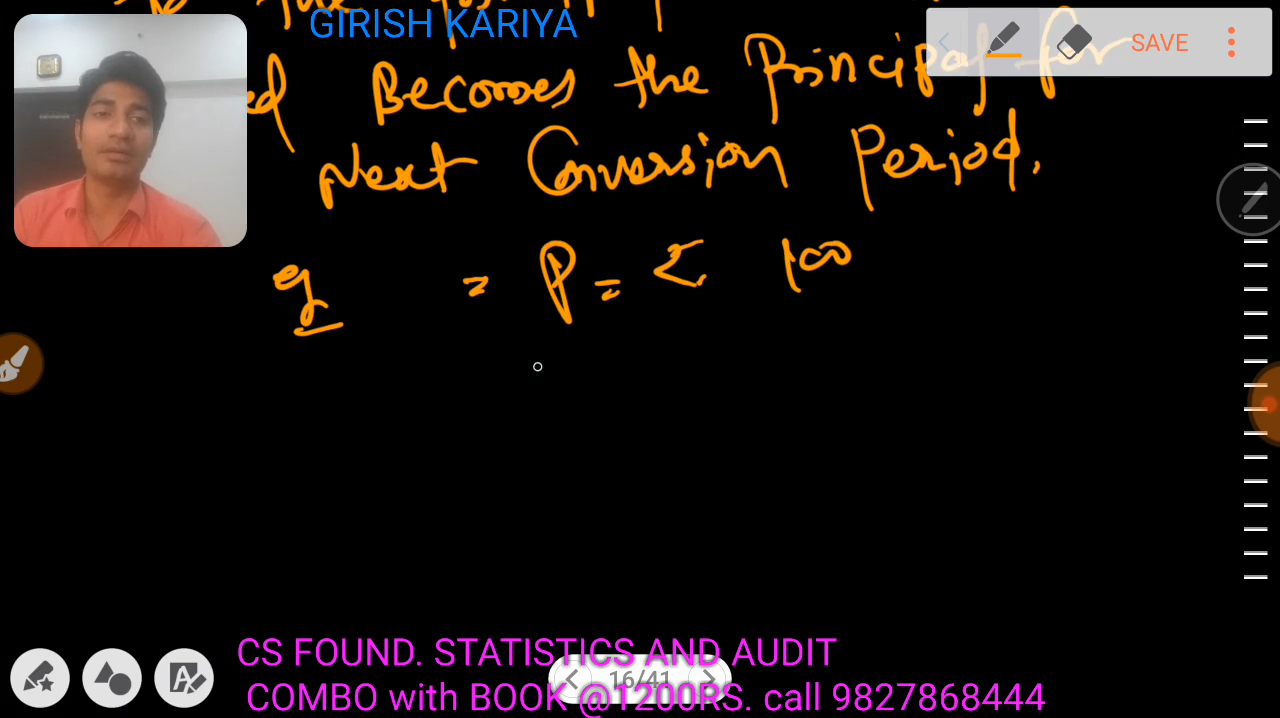 GIRISH KARIYA
SAVE
Becomes the Principal for
Next Conversion Period.
eg = P = ₹ 100
CS FOUND. STATISTICS AND AUDIT
16/41
COMBO with BOOK @1200RS. call 9827868444